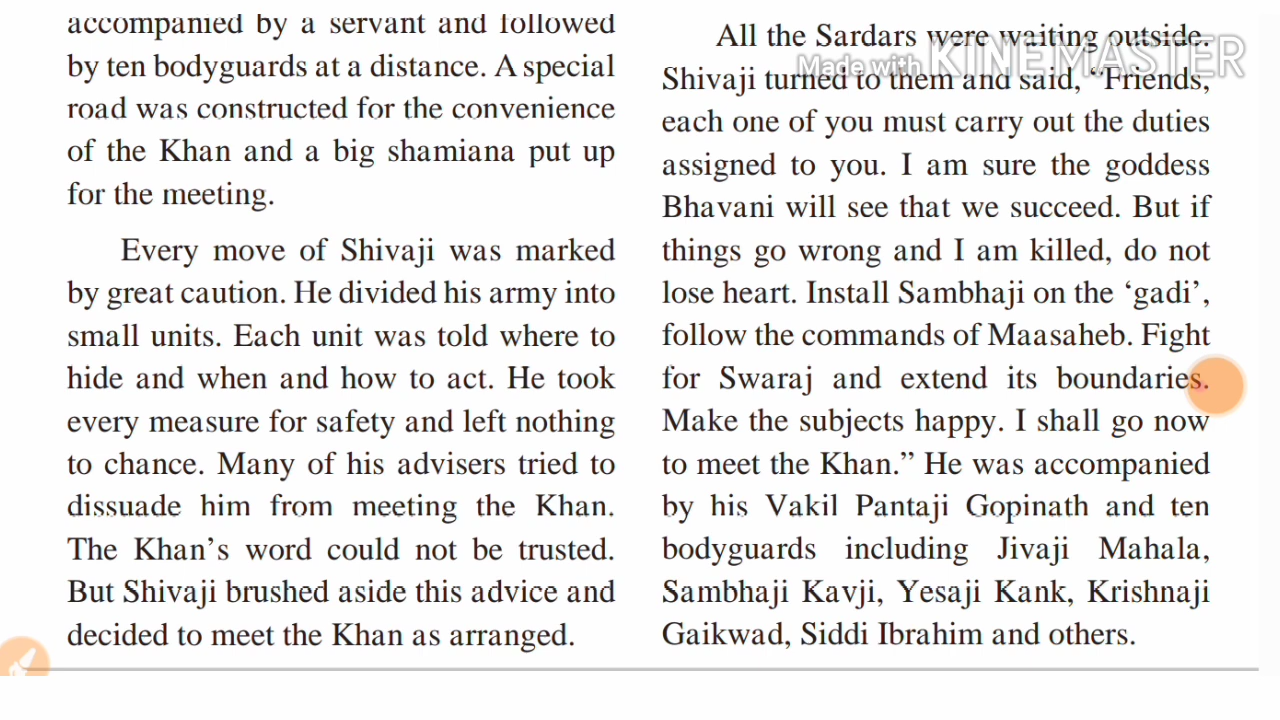 accompanied by a servant and followed
by ten bodyguards at a distance. A special
road was constructed for the convenience
of the Khan and a big shamiana put up
for the meeting.
Every move of Shivaji was marked
by great caution. He divided his army into
small units. Each unit was told where to
hide and when and how to act. He took
every measure for safety and left nothing
to chance. Many of his advisers tried to
dissuade him from meeting the Khan.
The Khan’s word could not be trusted.
But Shivaji brushed aside this advice and
decided to meet the Khan as arranged.
All the Sardars were waiting outside.
Made with KINEMASTER
Shivaji turned to them and said, “Friends,
each one of you must carry out the duties
assigned to you. I am sure the goddess
Bhavani will see that we succeed. But if
things go wrong and I am killed, do not
lose heart. Install Sambhaji on the ‘gadi’,
follow the commands of Maasaheb. Fight
for Swaraj and extend its boundaries.
Make the subjects happy. I shall go now
to meet the Khan.” He was accompanied
by his Vakil Pantaji Gopinath and ten
bodyguards including Jivaji Mahala,
Sambhaji Kavji, Yesaji Kank, Krishnaji
Gaikwad, Siddi Ibrahim and others.